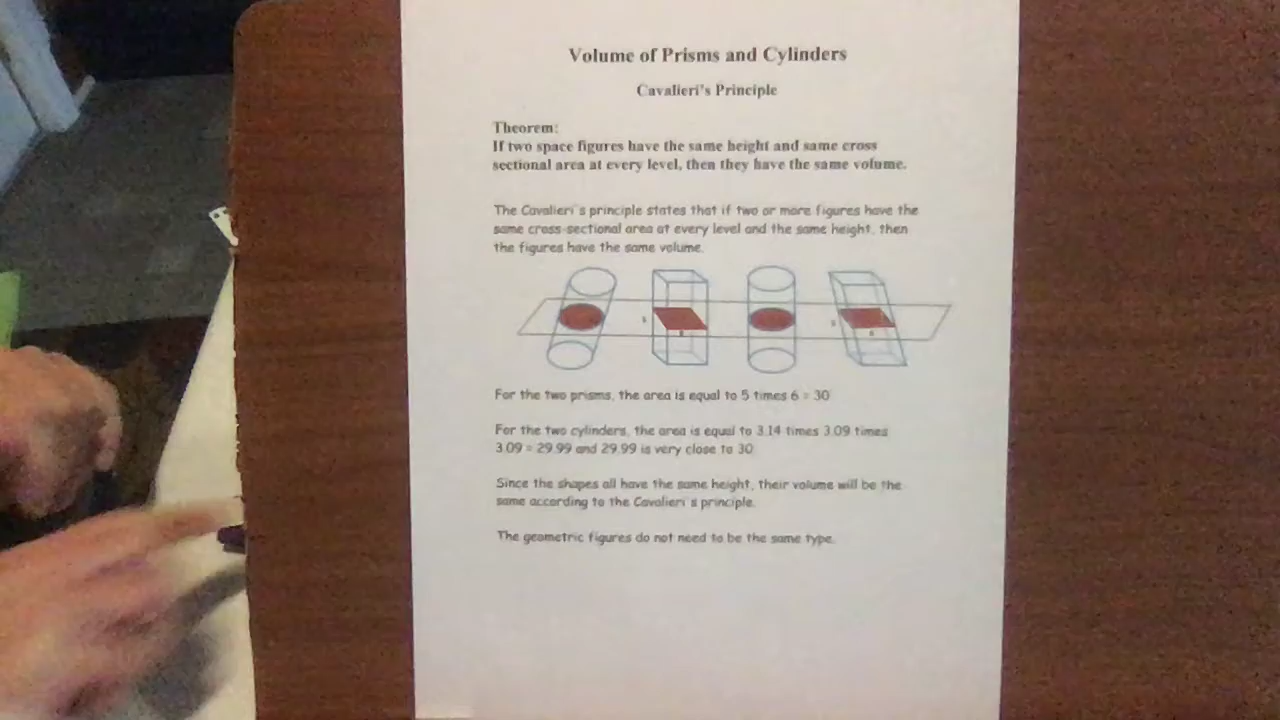 Volume of Prisms and Cylinders
Cavalieri's Principle
Theorem:
If two space figures have the same height and same cross
sectional area at every level, then they have the same volume.
The Cavalieri's principle states that if two or more figures have the
same cross-sectional area at every level and the same height, then
the figures have the same volume.
For the two prisms, the area is equal to 5 times 6 = 30
For the two cylinders, the area is equal to 3.14 times 3.09 times
3.09 = 29.99 and 29.99 is very close to 30
Since the shapes all have the same height, their volume will be the
same according to the Cavalieri's principle.
The geometric figures do not need to be the same type.